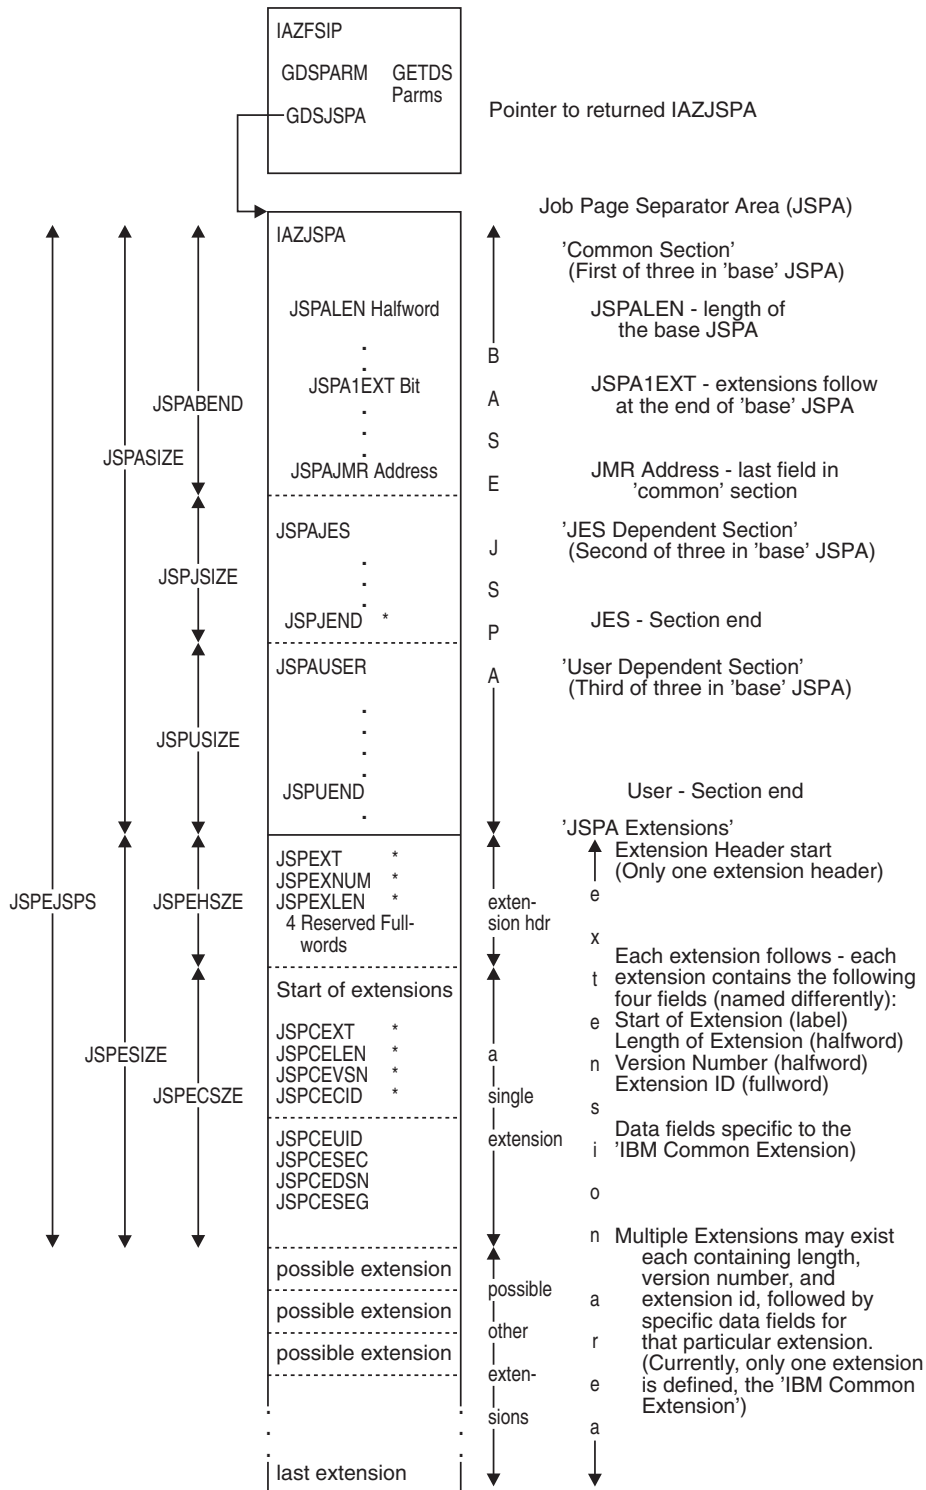 IAZFSIP
GDSPARM GETDS
Parms
GDSJSPA
Pointer to returned IAZJSPA
Job Page Separator Area (JSPA)
IAZJSPA
'Common Section'
(First of three in 'base' JSPA)
JSPALEN Halfword
JSPALEN - length of
the base JSPA
JSPA1EXT Bit
JSPA1EXT - extensions follow
at the end of 'base' JSPA
JSPABEND
JSPASIZE
JSPAJMR Address
JMR Address - last field in
'common' section
BASE JSPA
JSPAJES
'JES Dependent Section'
(Second of three in 'base' JSPA)
JSPJSIZE
JSPJEND *
JES - Section end
JSPAUSER
'User Dependent Section'
(Third of three in 'base' JSPA)
JSPUSIZE
JSPUEND
User - Section end
'JSPA Extensions'
JSPEXT *
JSPEXNUM *
JSPEXLEN *
4 Reserved Full-
words
Extension Header start
(Only one extension header)
JSPEJSPS
JSPEHSZE
exten-
sion hdr
extension area
Start of extensions
Each extension follows - each
extension contains the following
four fields (named differently):
Start of Extension (label)
Length of Extension (halfword)
Version Number (halfword)
Extension ID (fullword)
JSPCEXT *
JSPCELEN *
JSPCEVSN *
JSPCECID *
JSPESIZE
JSPECSZE
a
single
extension
JSPCEUID
JSPCESEC
JSPCEDSN
JSPCESEG
Data fields specific to the
'IBM Common Extension)
possible extension
possible extension
possible extension
possible
other
exten-
sions
Multiple Extensions may exist
each containing length,
version number, and
extension id, followed by
specific data fields for
that particular extension.
(Currently, only one extension
is defined, the 'IBM Common
Extension')
last extension